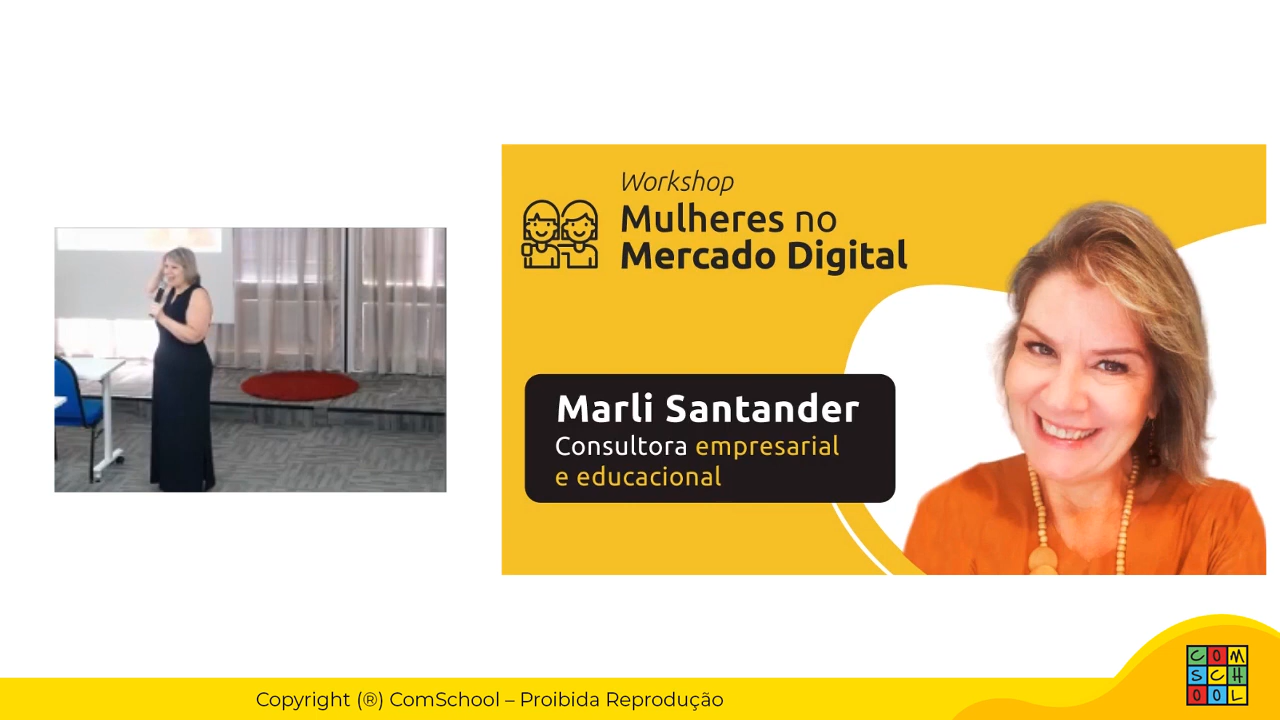 Workshop
Mulheres no
Mercado Digital
Marli Santander
Consultora empresarial
e educacional
Copyright (®) ComSchool – Proibida Reprodução
COM
SCH
OOL